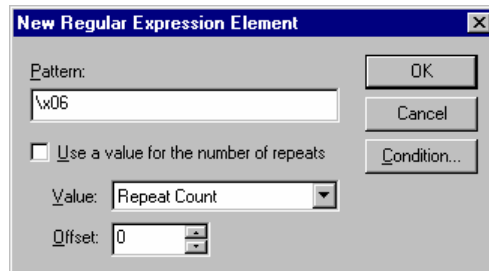 New Regular Expression Element
Pattern:
OK
\x06
Cancel
Use a value for the number of repeats
Condition...
Value: Repeat Count
Offset: 0